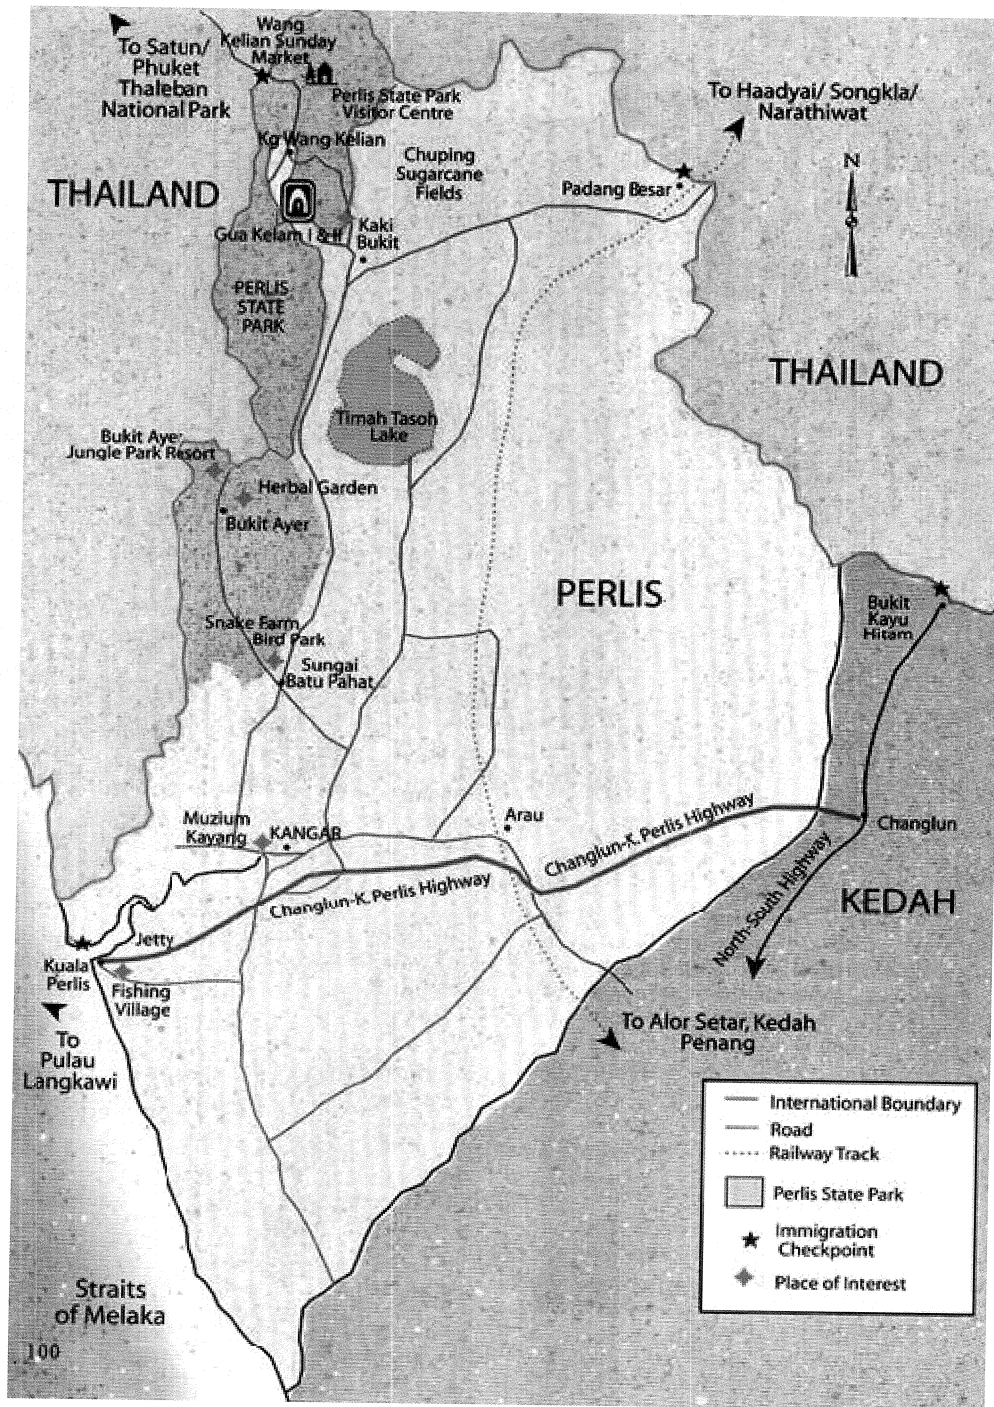 To Satun/
Phuket
Thaleban
National Park
Wang
Kelian Sunday
Market
Perlis State Park
Visitor Centre
To Haadyai/ Songkla/
Narathiwat
Kg Wang Kelian
Chuping
Sugarcane
Fields
N
THAILAND
Padang Besar
Gua Kelam I & II
Kaki
Bukit
PERLIS
STATE
PARK
THAILAND
Timah Tasoh
Lake
Bukit Ayer
Jungle Park Resort
Herbal Garden
Bukit Ayer
PERLIS
Bukit
Kayu
Hitam
Snake Farm
Bird Park
Sungai
Batu Pahat
Muzium
Kayang
KANGAR
Arau
Changlun-K. Perlis Highway
Changlun
Changlun-K. Perlis Highway
North-South Highway
KEDAH
Jetty
Kuala
Perlis
Fishing
Village
To
Pulau
Langkawi
To Alor Setar, Kedah
Penang
International Boundary
Road
Railway Track
Perlis State Park
Immigration
Checkpoint
Place of Interest
Straits
of Melaka
100